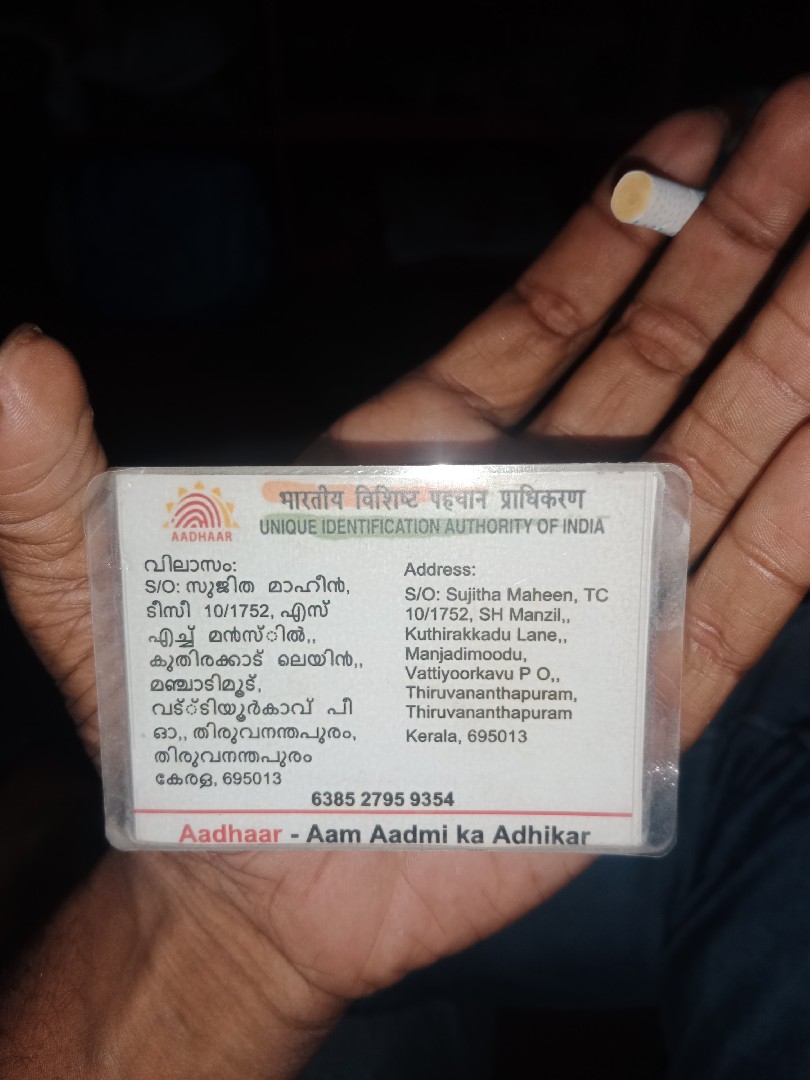 AADHAAR
भारतीय विशिष्ट पहचान प्राधिकरण
UNIQUE IDENTIFICATION AUTHORITY OF INDIA
വിലാസം:
S/O: സുജിത മാഹീൻ,
ടീസീ 10/1752, എസ്
എച്ച് മൻസ്ിൽ,,
കുതിരക്കാട് ലെയിൻ,,
മഞ്ചാടിമൂട്,
വട്ട്ടിയൂർകാവ് പീ
ഓ,, തിരുവനന്തപുരം,
തിരുവനന്തപുരം
കേരള, 695013
Address:
S/O: Sujitha Maheen, TC
10/1752, SH Manzil,,
Kuthirakkadu Lane,,
Manjadimoodu,
Vattiyoorkavu P O,,
Thiruvananthapuram,
Thiruvananthapuram
Kerala, 695013
6385 2795 9354
Aadhaar - Aam Aadmi ka Adhikar